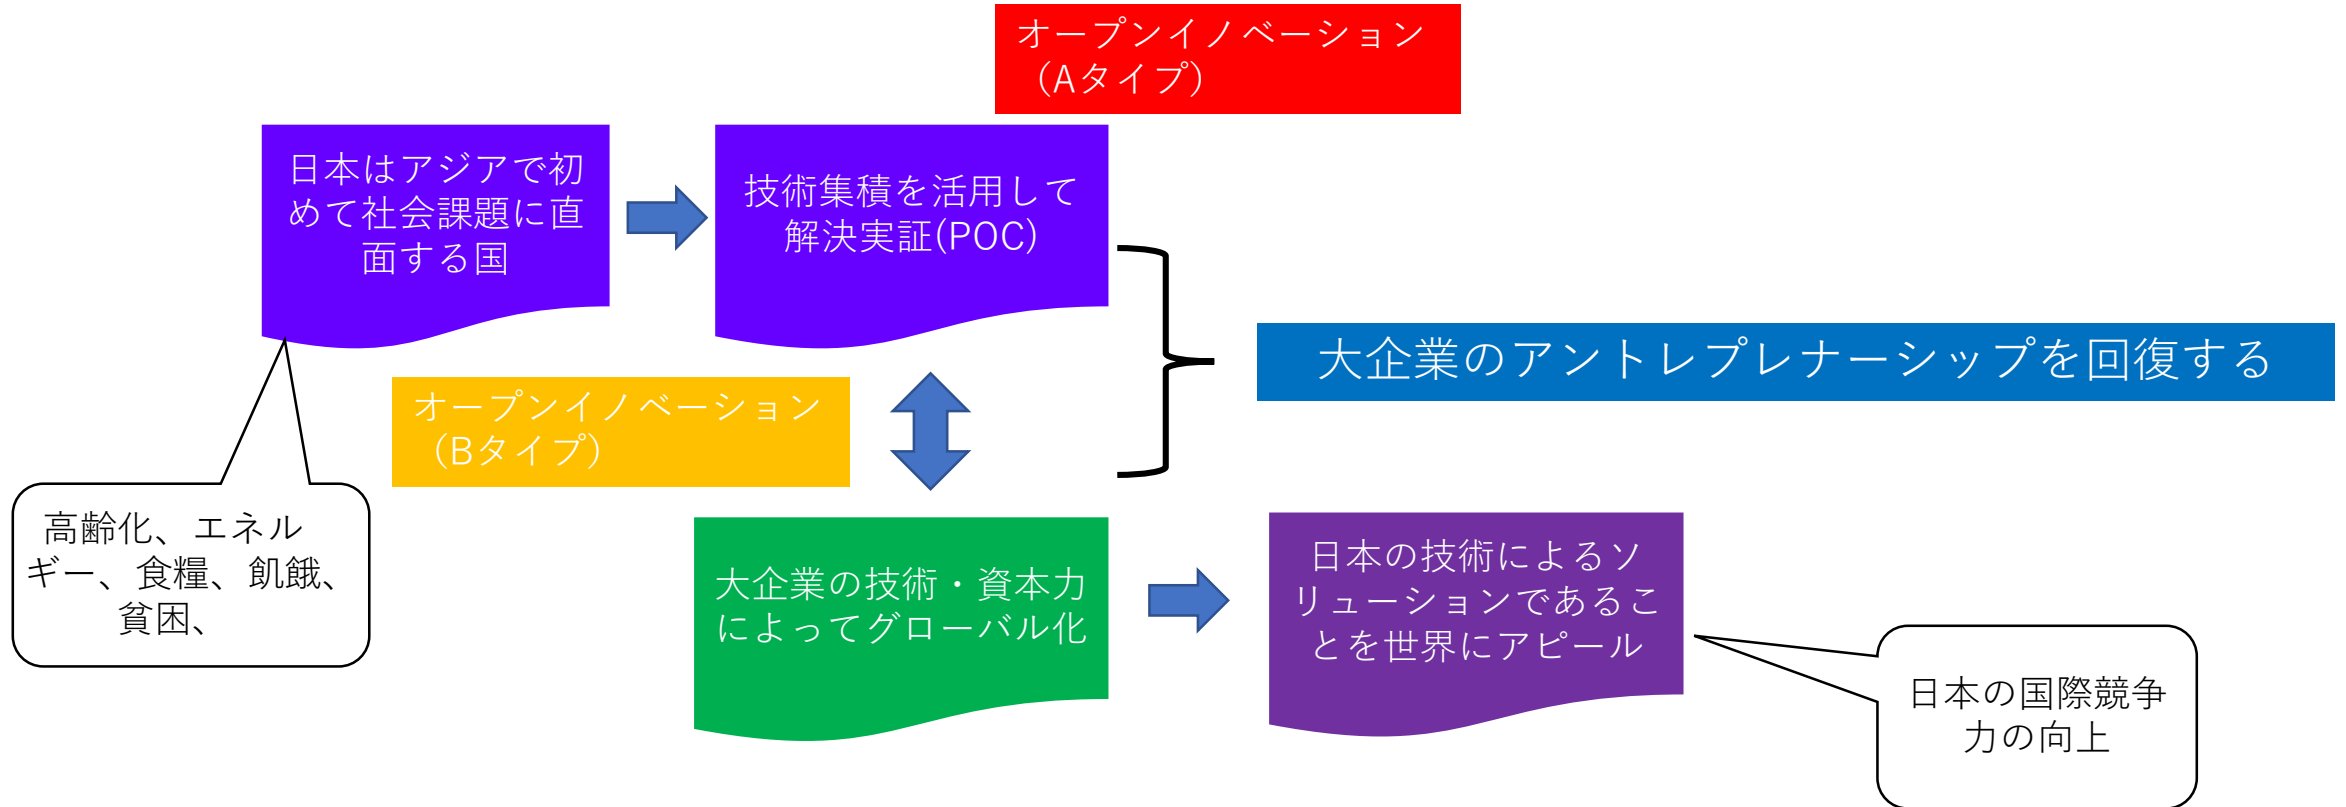 オープンイノベーション
（Aタイプ）
日本はアジアで初
めて社会課題に直
面する国
技術集積を活用して
解決実証(POC)
大企業のアントレプレナーシップを回復する
オープンイノベーション
（Bタイプ）
高齢化、エネル
ギー、食糧、飢餓、
貧困、
大企業の技術・資本力
によってグローバル化
日本の技術によるソ
リューションであるこ
とを世界にアピール
日本の国際競争
力の向上